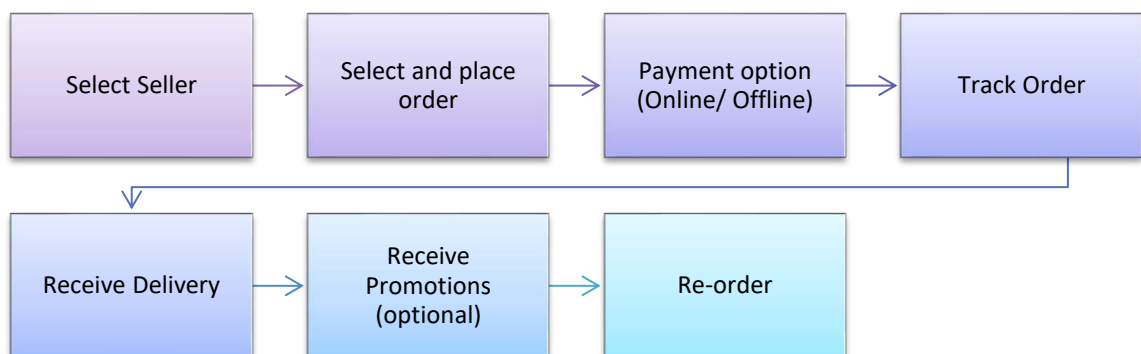 Select Seller
Select and place
order
Payment option
(Online/ Offline)
Track Order
Receive Delivery
Receive
Promotions
(optional)
Re-order